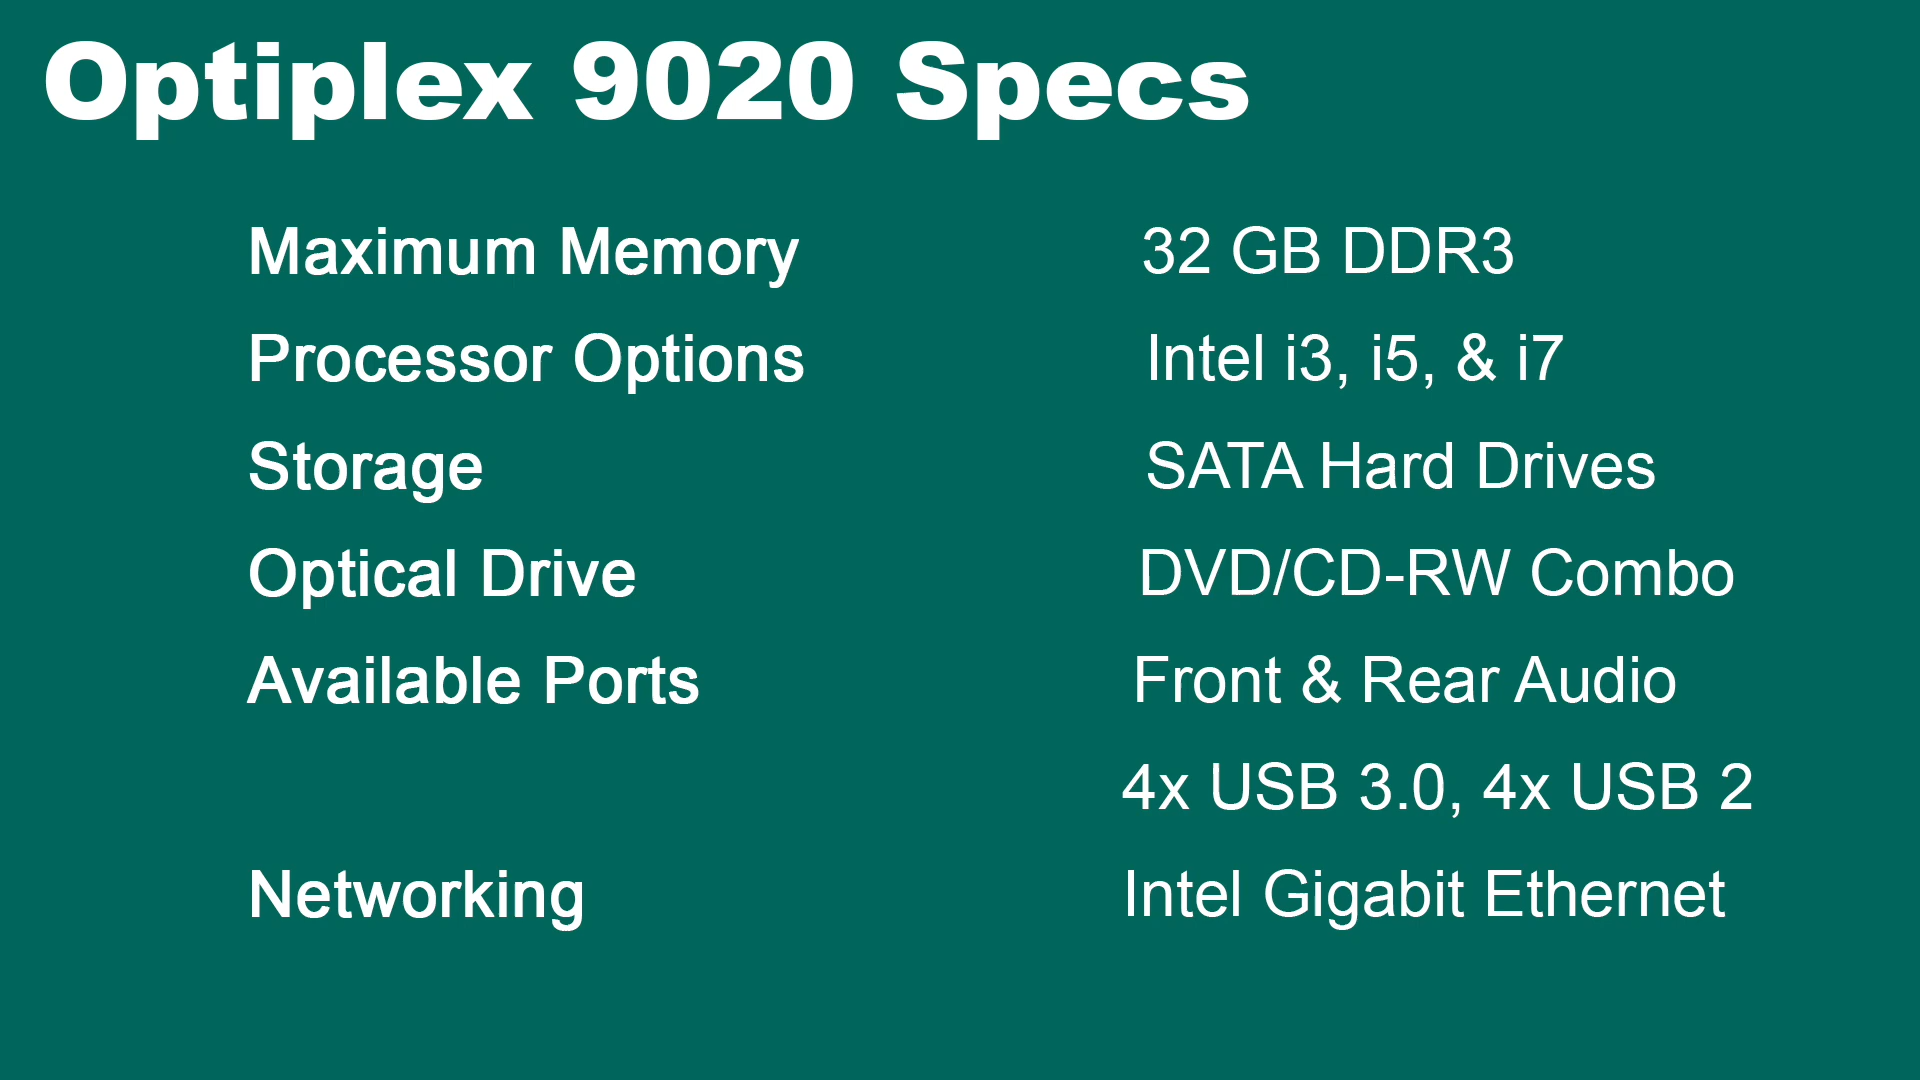 Optiplex 9020 Specs
Maximum Memory 32 GB DDR3
Processor Options Intel i3, i5, & i7
Storage SATA Hard Drives
Optical Drive DVD/CD-RW Combo
Available Ports Front & Rear Audio
4x USB 3.0, 4x USB 2
Networking Intel Gigabit Ethernet